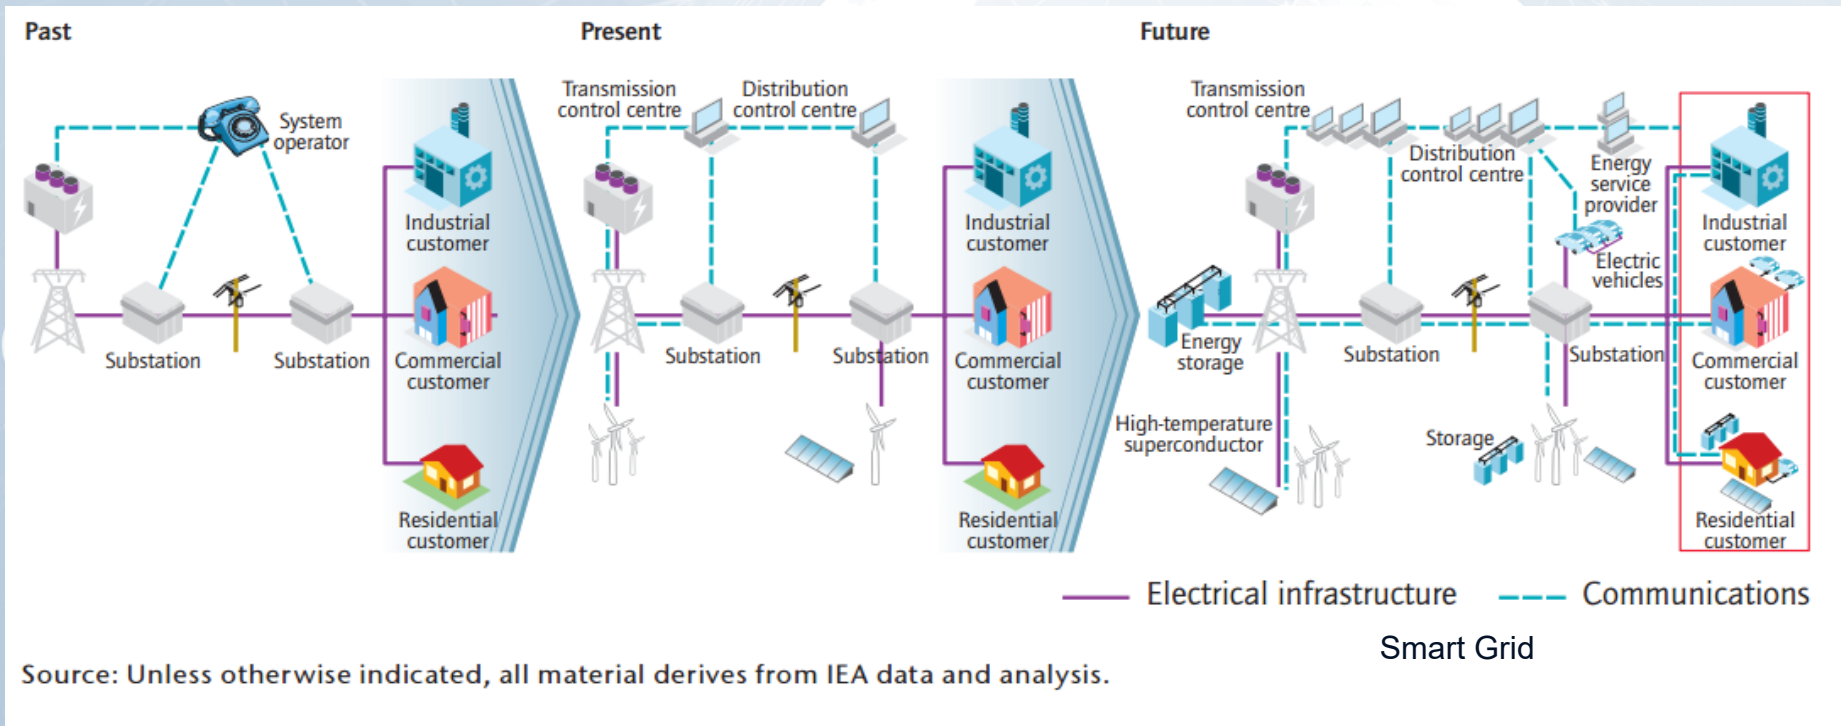 Past
System
operator
Substation
Substation
Industrial
customer
Commercial
customer
Residential
customer
Present
Transmission
control centre
Distribution
control centre
Substation
Substation
Industrial
customer
Commercial
customer
Residential
customer
Future
Transmission
control centre
Distribution
control centre
Energy
service
provider
Electric
vehicles
Energy
storage
Substation
Substation
High-temperature
superconductor
Storage
Industrial
customer
Commercial
customer
Residential
customer
Electrical infrastructure
Communications
Smart Grid
Source: Unless otherwise indicated, all material derives from IEA data and analysis.